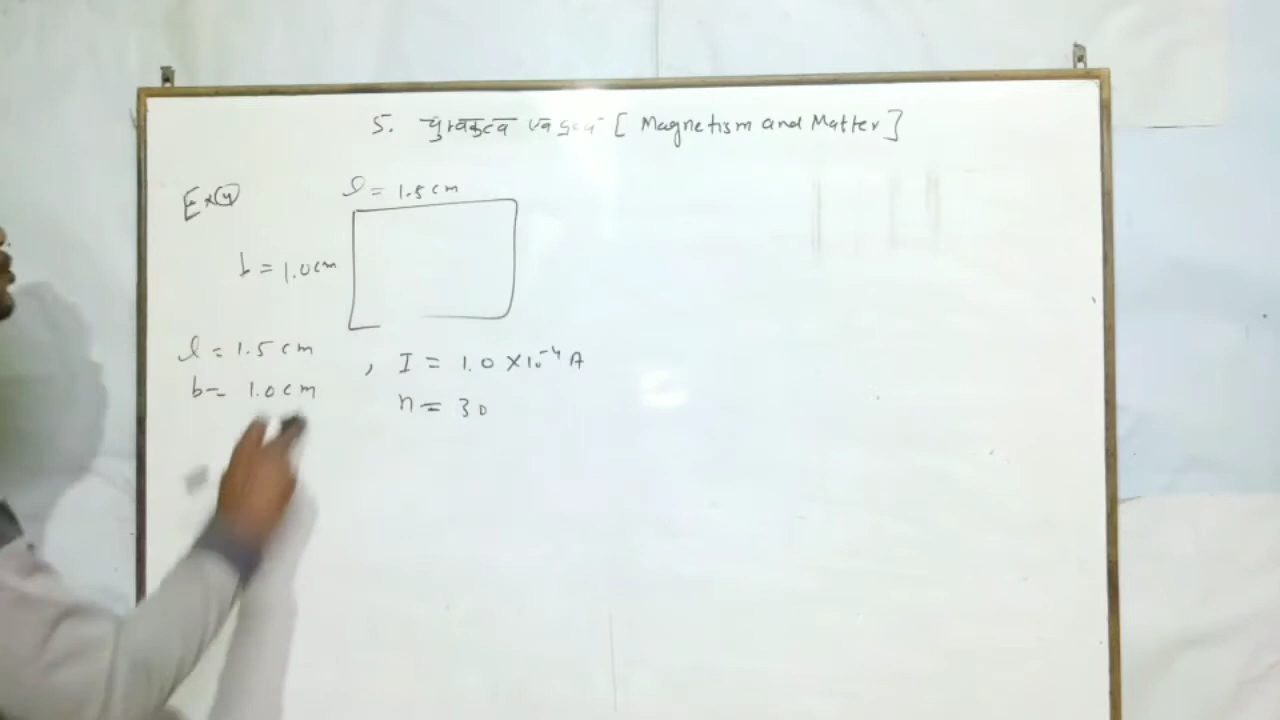 5. चुम्बकत्व एवं द्रव्य [ Magnetism and Matter ]
Ex 4
l = 1.5 cm
b = 1.0 cm
l = 1.5 cm , I = 1.0 × 10⁻⁴ A
b = 1.0 cm n = 30